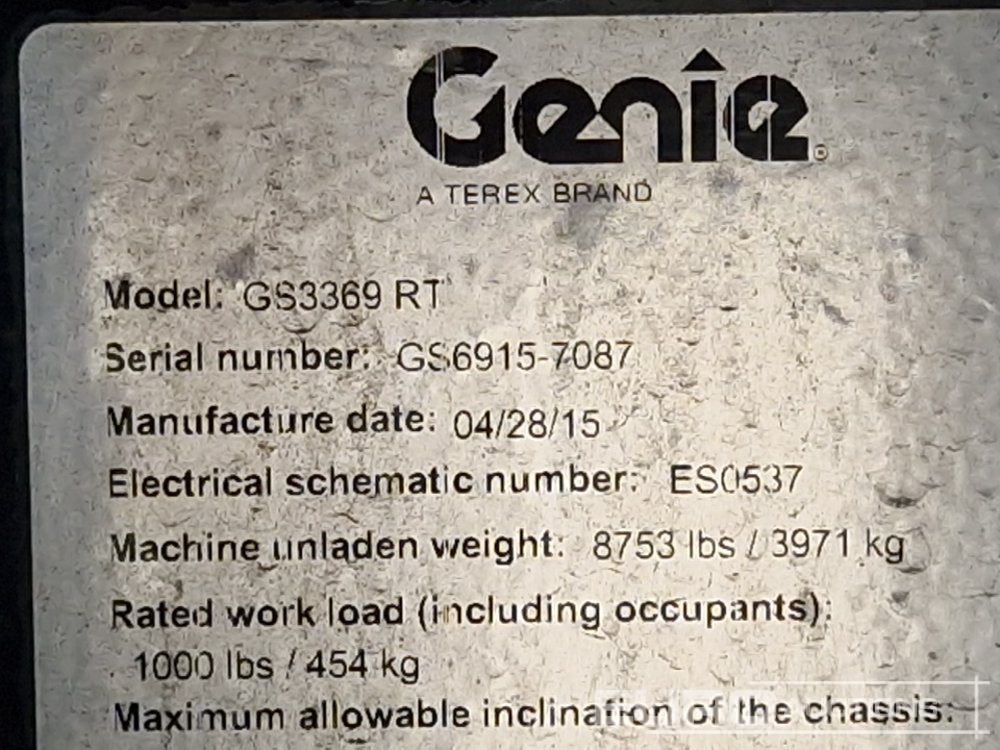 Genie®
A TEREX BRAND
Model: GS3369 RT
Serial number: GS6915-7087
Manufacture date: 04/28/15
Electrical schematic number: ES0537
Machine unladen weight: 8753 lbs / 3971 kg
Rated work load (including occupants):
1000 lbs / 454 kg
Maximum allowable inclination of the chassis: